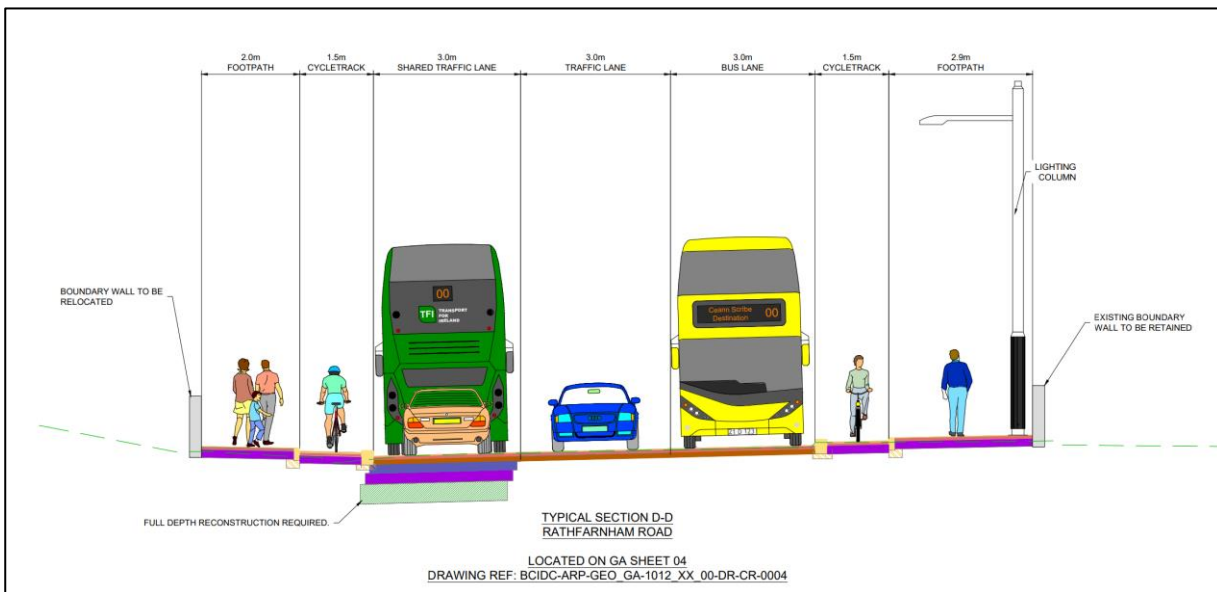 2.0m
FOOTPATH
1.5m
CYCLETRACK
3.0m
SHARED TRAFFIC LANE
3.0m
TRAFFIC LANE
3.0m
BUS LANE
1.5m
CYCLETRACK
2.9m
FOOTPATH
LIGHTING
COLUMN
BOUNDARY WALL TO BE
RELOCATED
00
TFI
TRANSPORT
FOR
IRELAND
Destination
00
EXISTING BOUNDARY
WALL TO BE RETAINED
FULL DEPTH RECONSTRUCTION REQUIRED.
TYPICAL SECTION D-D
RATHFARNHAM ROAD
LOCATED ON GA SHEET 04
DRAWING REF: BCIDC-ARP-GEO_GA-1012_XX_00-DR-CR-0004